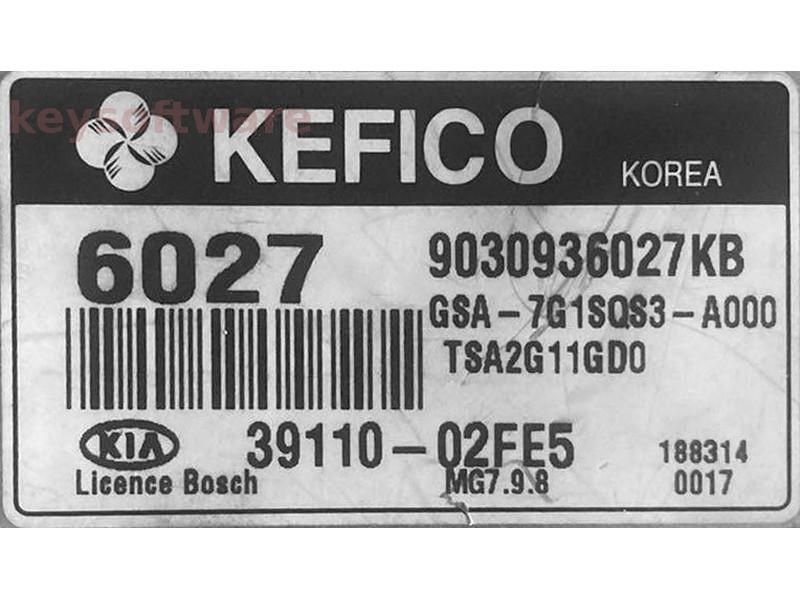 keysoftware
KEFICO
KOREA
6027
9030936027KB
GSA-7G1SQS3-A000
TSA2G11GD0
KIA
39110-02FE5
188314
Licence Bosch
MG7.9.8
0017